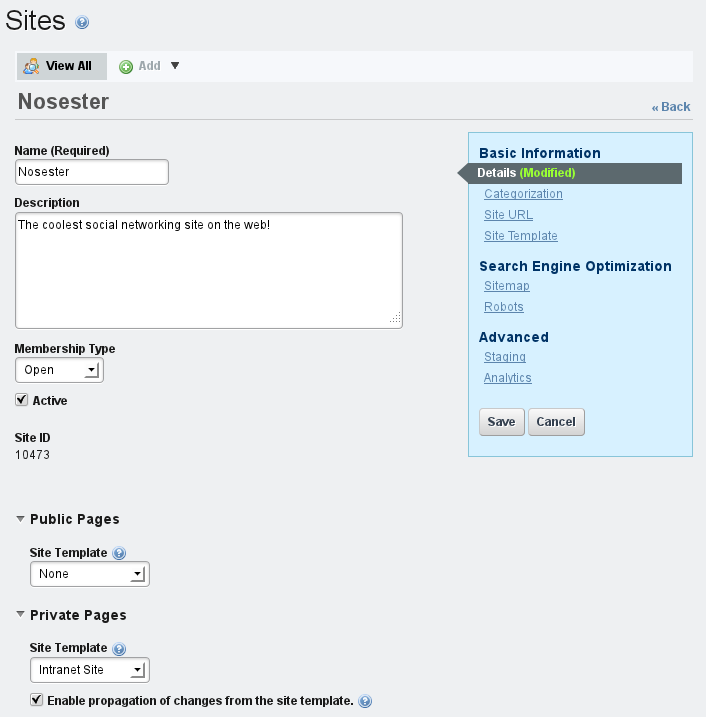 Sites
View All Add
Nosester
« Back
Name (Required)
Nosester
Description
The coolest social networking site on the web!
Membership Type
Open
Active
Site ID
10473
Basic Information
Details (Modified)
Categorization
Site URL
Site Template
Search Engine Optimization
Sitemap
Robots
Advanced
Staging
Analytics
Save Cancel
Public Pages
Site Template
None
Private Pages
Site Template
Intranet Site
Enable propagation of changes from the site template.